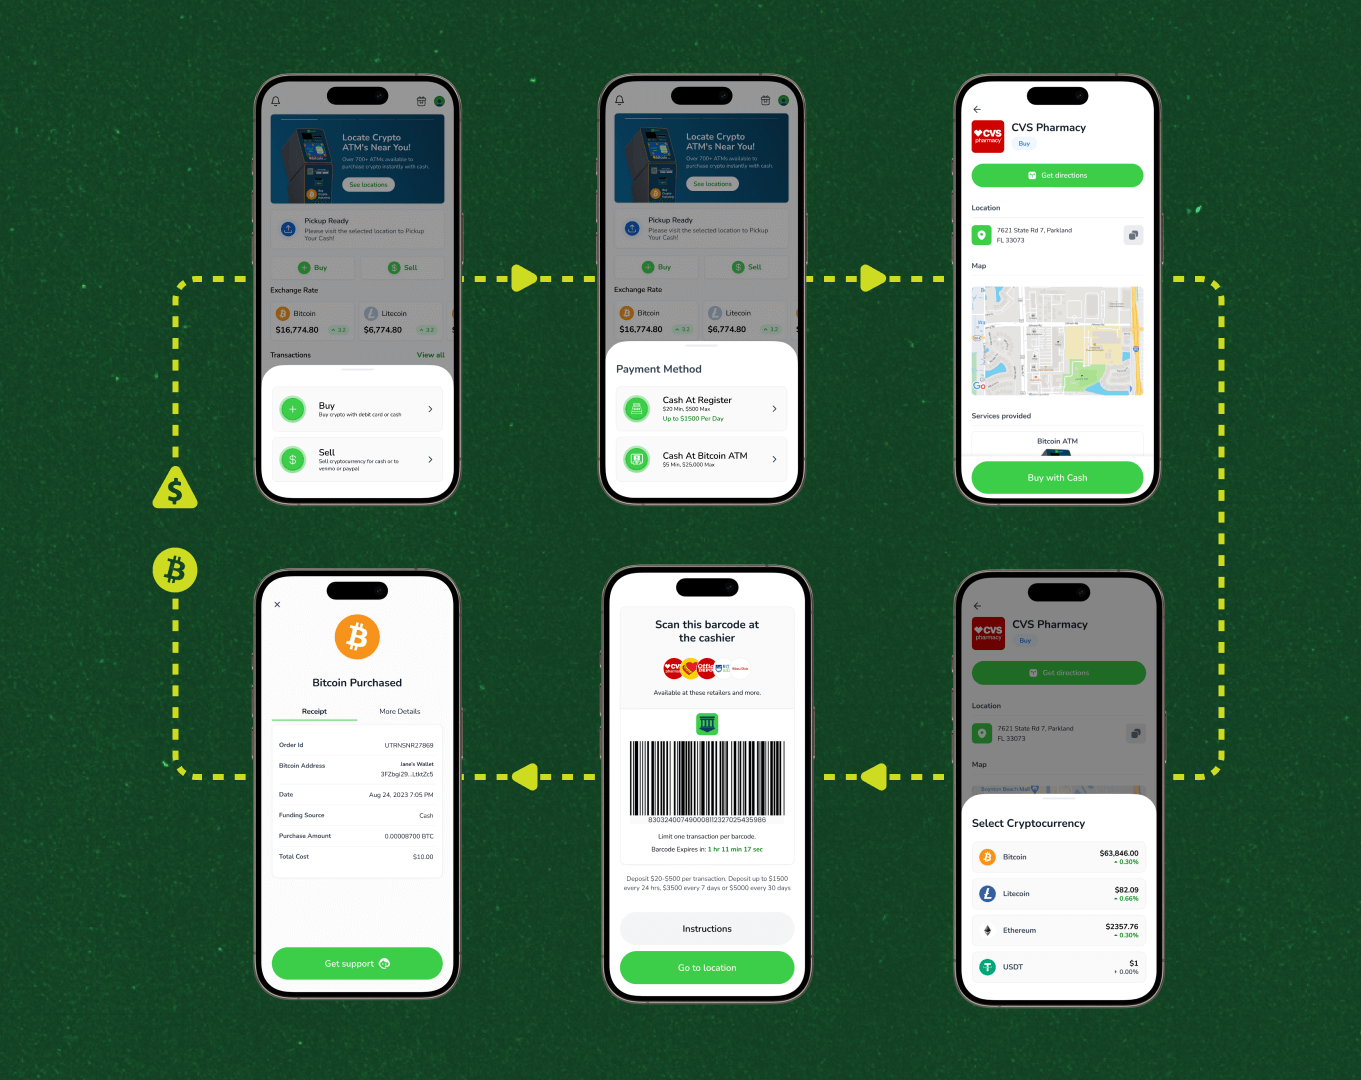 Locate Crypto
ATM's Near You!
Over 700+ ATMs available to
purchase crypto instantly with cash.
See locations
Pickup Ready
Please visit the selected location to Pickup
Your Cash!
Buy
Sell
Exchange Rate
Bitcoin
Litecoin
$16,774.80
3.2
$6,774.80
3.2
Transactions
View all
Buy
Buy crypto with debit card or cash
Sell
Sell cryptocurrency for cash or to
venmo or paypal
Locate Crypto
ATM's Near You!
Over 700+ ATMs available to
purchase crypto instantly with cash.
See locations
Pickup Ready
Please visit the selected location to Pickup
Your Cash!
Buy
Sell
Exchange Rate
Bitcoin
Litecoin
$16,774.80
3.2
$6,774.80
3.2
Payment Method
Cash At Register
$20 Min, $500 Max
Up to $1500 Per Day
Cash At Bitcoin ATM
$5 Min, $25,000 Max
CVS
pharmacy
CVS Pharmacy
Buy
Get directions
Location
7621 State Rd 7, Parkland
FL 33073
Map
Go
Services provided
Bitcoin ATM
Buy with Cash
$
Bitcoin Purchased
Receipt
More Details
Order Id
UTRNSNR27869
Bitcoin Address
Jane's Wallet
3FZbgi29...LtktZc5
Date
Aug 24, 2023 7:05 PM
Funding Source
Cash
Purchase Amount
0.00008700 BTC
Total Cost
$10.00
Get support
Scan this barcode at
the cashier
Available at these retailers and more.
830324007490008112327025435986
Limit one transaction per barcode.
Barcode Expires in: 1 hr 11 min 17 sec
Deposit $20-$500 per transaction. Deposit up to $1500
every 24 hrs, $3500 every 7 days or $5000 every 30 days
Instructions
Go to location
CVS
pharmacy
CVS Pharmacy
Buy
Get directions
Location
7621 State Rd 7, Parkland
FL 33073
Map
Select Cryptocurrency
Bitcoin
$63,846.00
0.30%
Litecoin
$82.09
0.66%
Ethereum
$2357.76
0.30%
USDT
$1
0.00%